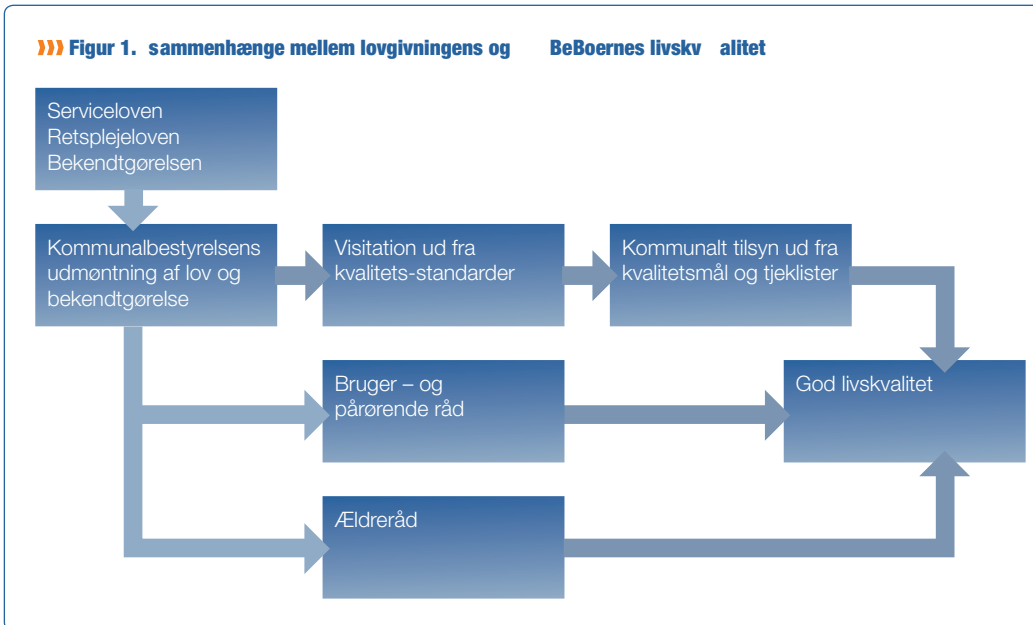 Figur 1. sammenhænge mellem lovgivningens og BeBoernes livskv alitet
Serviceloven
Retsplejeloven
Bekendtgørelsen
Kommunalbestyrelsens
udmøntning af lov og
bekendtgørelse
Visitation ud fra
kvalitets-standarder
Kommunalt tilsyn ud fra
kvalitetsmål og tjeklister
Bruger – og
pårørende råd
God livskvalitet
Ældreråd